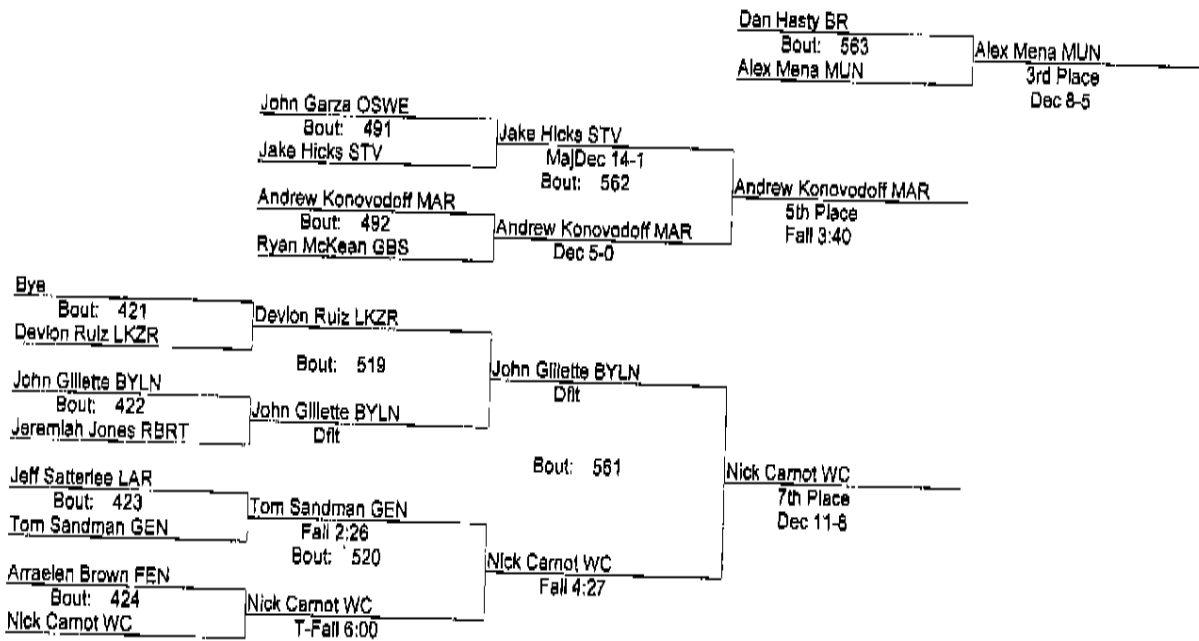 Dan Hasty BR
Bout: 563
Alex Mena MUN
Alex Mena MUN
3rd Place
Dec 8-5
John Garza OSWE
Bout: 491
Jake Hicks STV
Jake Hicks STV
MajDec 14-1
Bout: 562
Andrew Konovodoff MAR
Bout: 492
Ryan McKean GBS
Andrew Konovodoff MAR
Dec 5-0
Andrew Konovodoff MAR
5th Place
Fall 3:40
Bye
Bout: 421
Devion Ruiz LKZR
Devion Ruiz LKZR
Bout: 519
John Gillette BYLN
Bout: 422
Jeremiah Jones RBRT
John Gillette BYLN
Dflt
John Gillette BYLN
Dflt
Bout: 561
Jeff Satterlee LAR
Bout: 423
Tom Sandman GEN
Tom Sandman GEN
Fall 2:26
Bout: 520
Arraelen Brown FEN
Bout: 424
Nick Carnot WC
Nick Carnot WC
T-Fall 6:00
Nick Carnot WC
Fall 4:27
Nick Carnot WC
7th Place
Dec 11-8